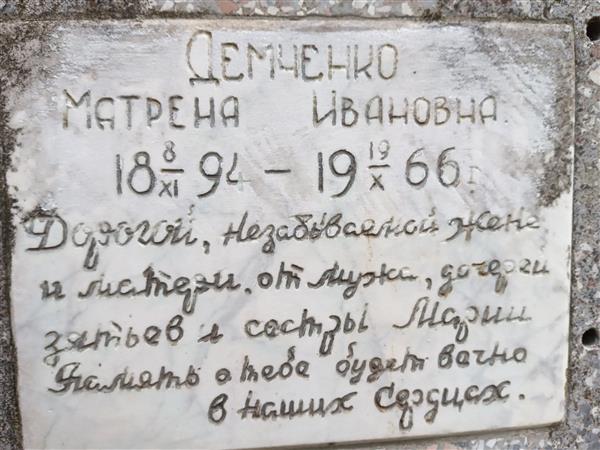 ДЕМЧЕНКО
МАТРЕНА ИВАНОВНА
18 8/XI 94 – 19 19/X 66 г.
Дорогой, незабываемой жене
и матери. от мужа, дочерей
зятьев и сестры Марии
Память о тебе будет вечно
в наших сердцах.